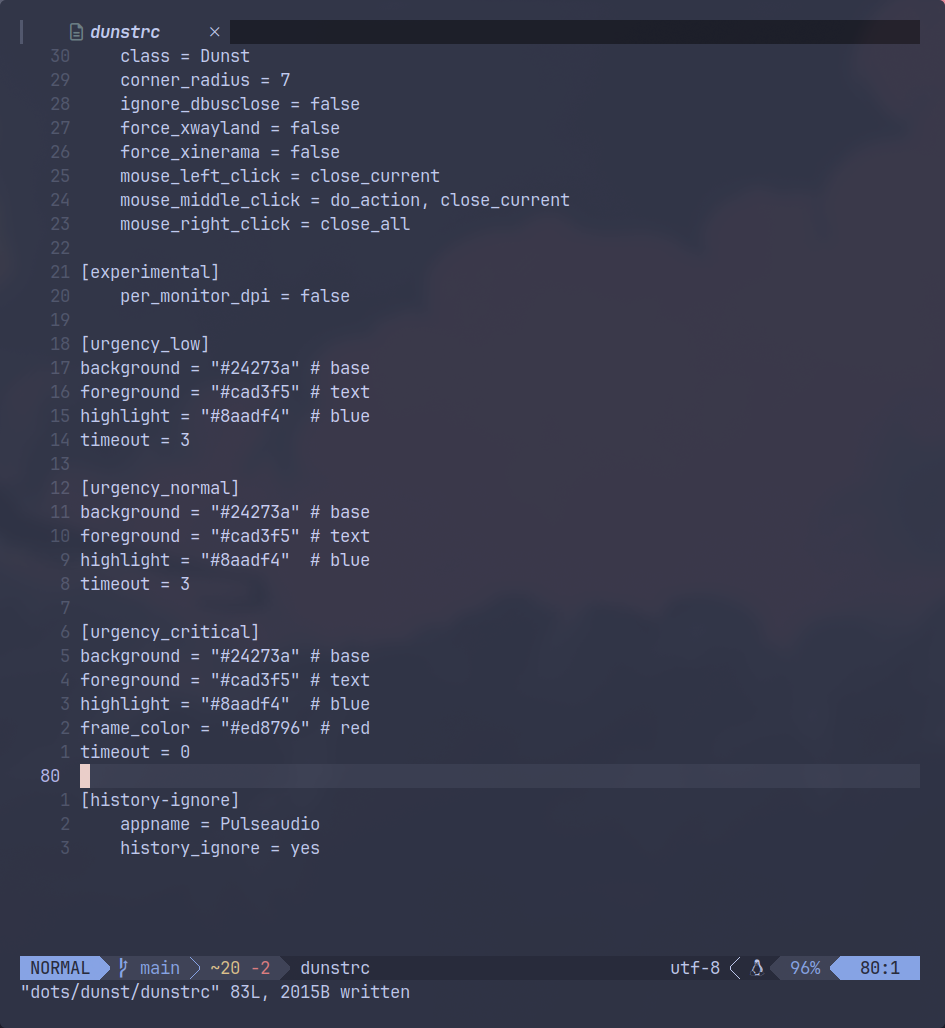 dunstrc ×
30 class = Dunst
29 corner_radius = 7
28 ignore_dbusclose = false
27 force_xwayland = false
26 force_xinerama = false
25 mouse_left_click = close_current
24 mouse_middle_click = do_action, close_current
23 mouse_right_click = close_all
22
21 [experimental]
20 per_monitor_dpi = false
19
18 [urgency_low]
17 background = "#24273a" # base
16 foreground = "#cad3f5" # text
15 highlight = "#8aadf4"  # blue
14 timeout = 3
13
12 [urgency_normal]
11 background = "#24273a" # base
10 foreground = "#cad3f5" # text
9 highlight = "#8aadf4"  # blue
8 timeout = 3
7
6 [urgency_critical]
5 background = "#24273a" # base
4 foreground = "#cad3f5" # text
3 highlight = "#8aadf4"  # blue
2 frame_color = "#ed8796" # red
1 timeout = 0
80
1 [history-ignore]
2 appname = Pulseaudio
3 history_ignore = yes
NORMAL main ~20 -2 dunstrc utf-8 96% 80:1
"dots/dunst/dunstrc" 83L, 2015B written